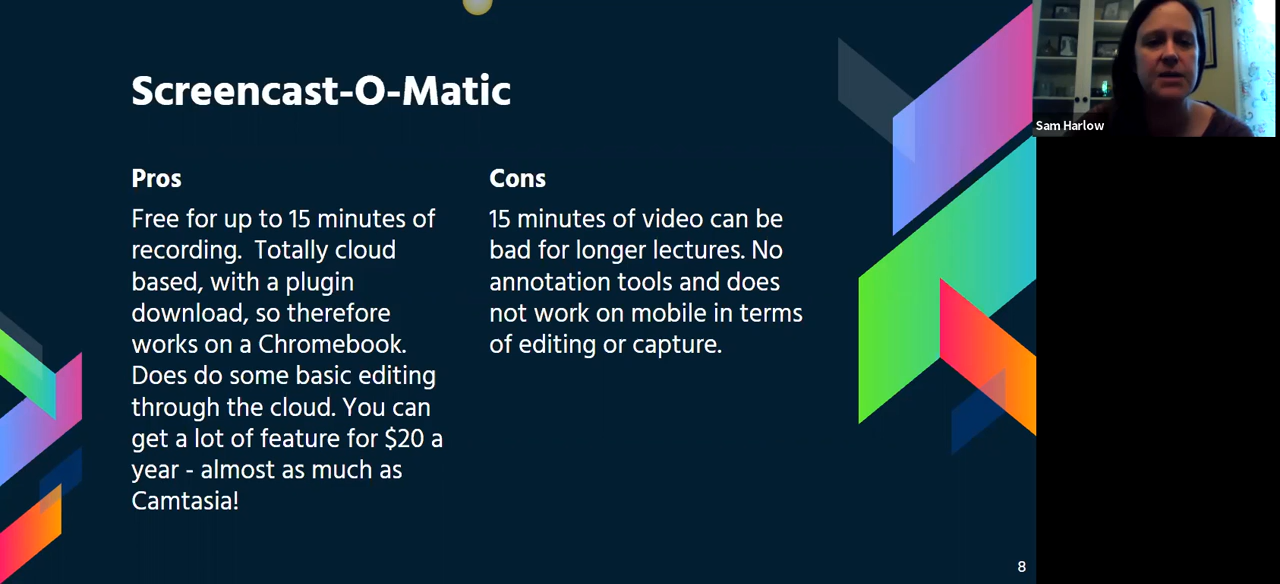 Screencast-O-Matic
Pros
Free for up to 15 minutes of
recording.  Totally cloud
based, with a plugin
download, so therefore
works on a Chromebook.
Does do some basic editing
through the cloud. You can
get a lot of feature for $20 a
year - almost as much as
Camtasia!
Cons
15 minutes of video can be
bad for longer lectures. No
annotation tools and does
not work on mobile in terms
of editing or capture.
Sam Harlow
8